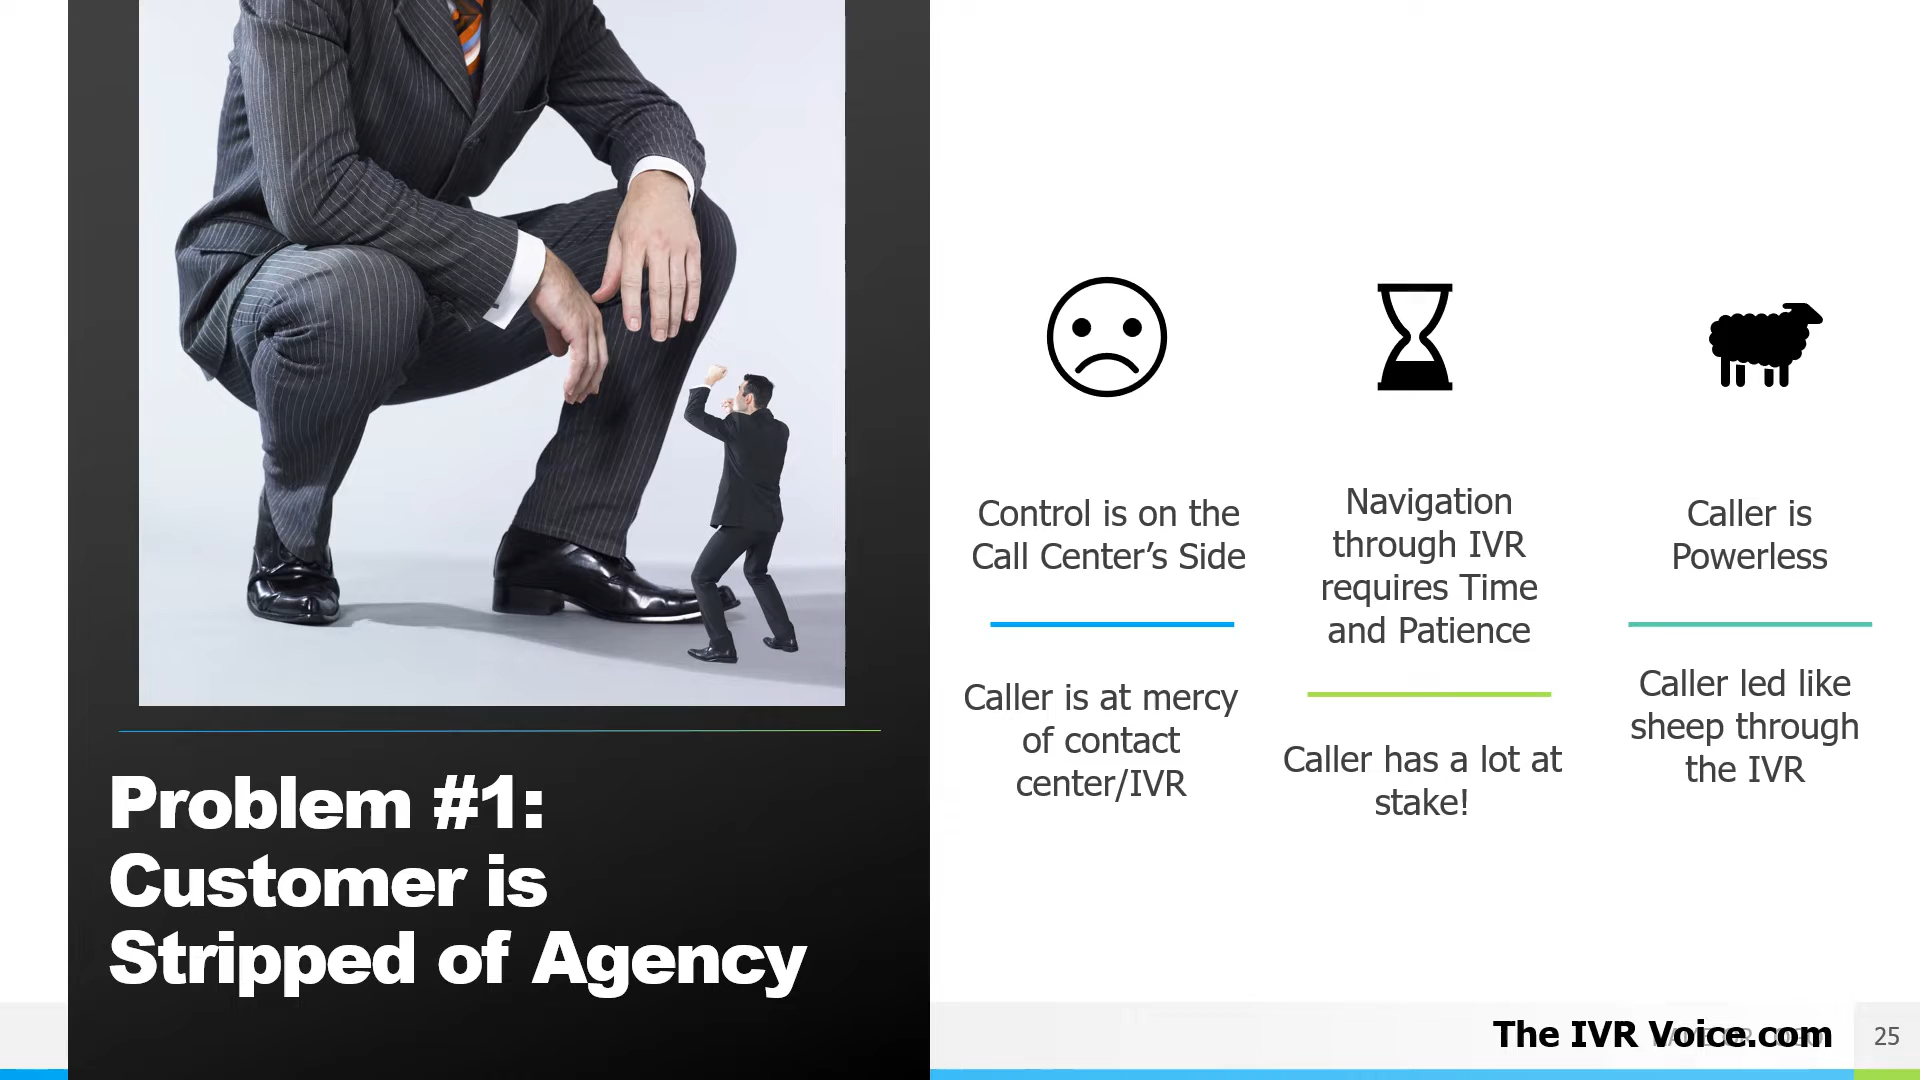 Problem #1:
Customer is
Stripped of Agency
Control is on the
Call Center’s Side
Caller is at mercy
of contact
center/IVR
Navigation
through IVR
requires Time
and Patience
Caller has a lot at
stake!
Caller is
Powerless
Caller led like
sheep through
the IVR
The IVR Voice.com
25